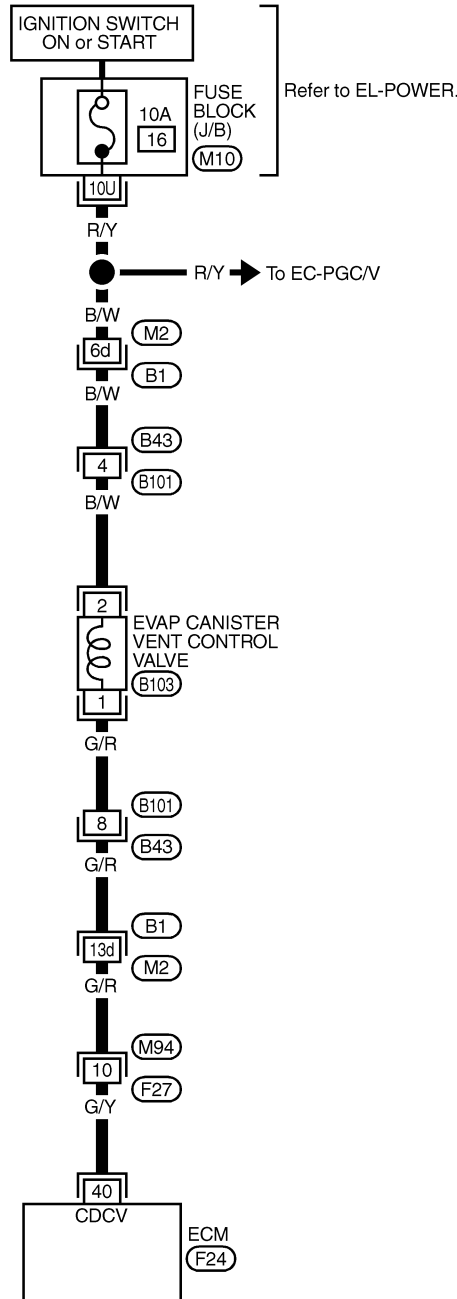 IGNITION SWITCH
ON or START
Refer to EL-POWER.
FUSE
BLOCK
(J/B)
10A
16
M10
10U
R/Y
R/Y
To EC-PGC/V
B/W
M2
6d
B1
B/W
B43
4
B101
B/W
2
EVAP CANISTER
VENT CONTROL
VALVE
B103
1
G/R
B101
8
B43
G/R
B1
13d
M2
G/R
M94
10
F27
G/Y
40
CDCV
ECM
F24